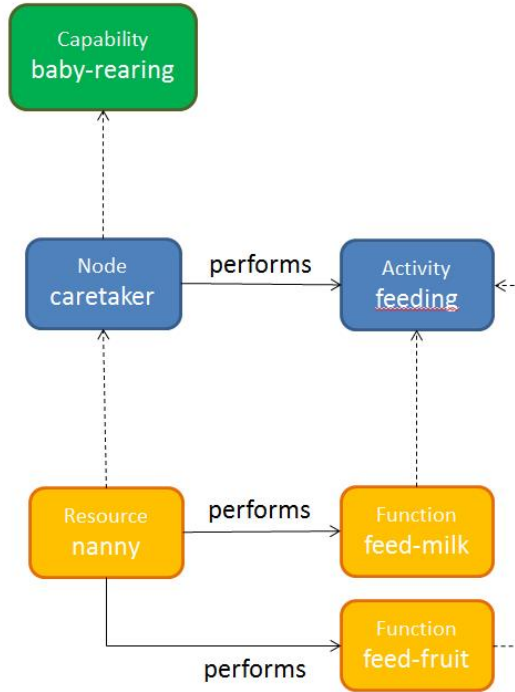 Capability
baby-rearing
Node
caretaker
performs
Activity
feeding
Resource
nanny
performs
Function
feed-milk
performs
Function
feed-fruit